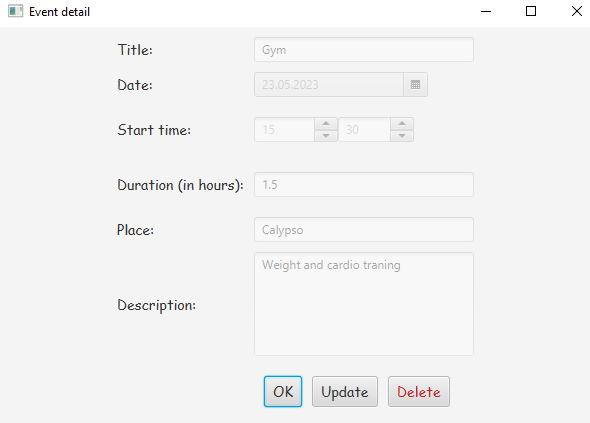 Event detail
Title: Gym
Date: 23.05.2023
Start time: 15 30
Duration (in hours): 1.5
Place: Calypso
Description: Weight and cardio traning
OK Update Delete